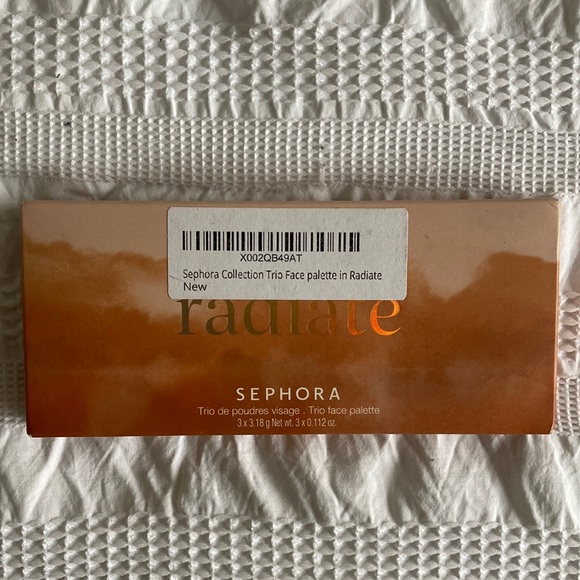 X002QB49AT
Sephora Collection Trio Face palette in Radiate
New
radiate
SEPHORA
Trio de poudres visage . Trio face palette
3 x 3.18 g Net wt. 3 x 0.112 oz.